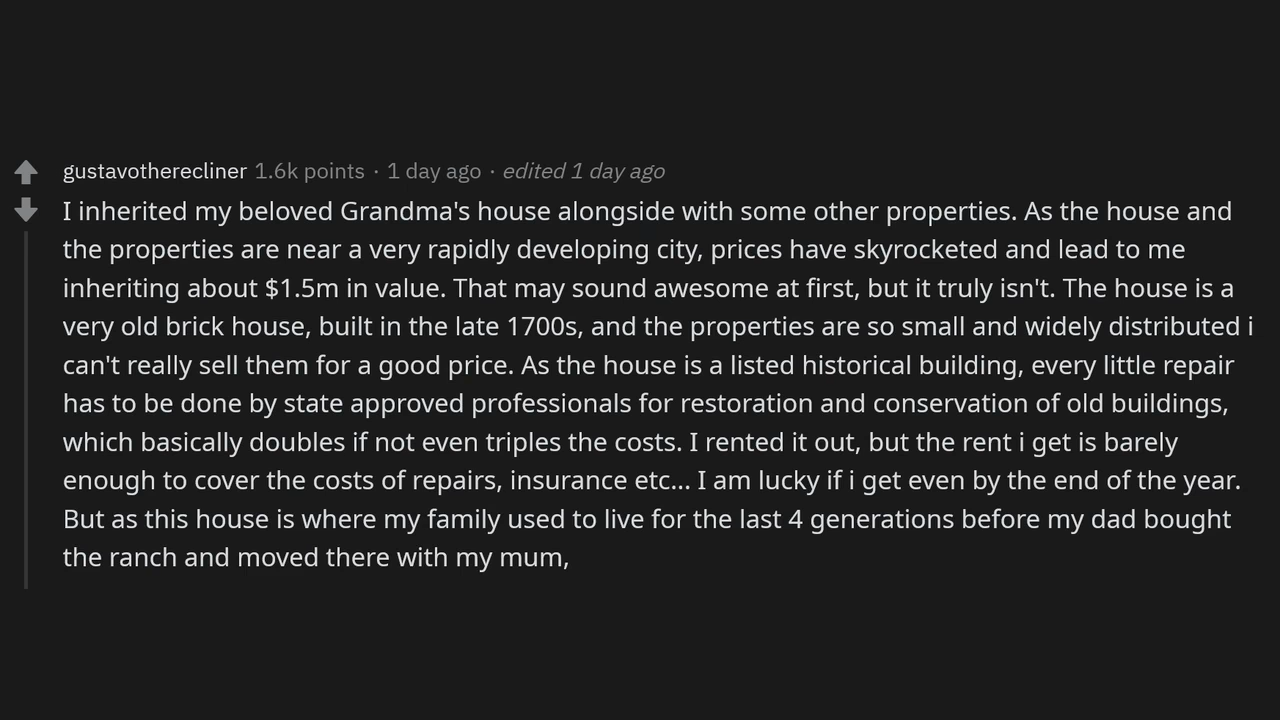 gustavotherecliner 1.6k points · 1 day ago · edited 1 day ago
I inherited my beloved Grandma's house alongside with some other properties. As the house and
the properties are near a very rapidly developing city, prices have skyrocketed and lead to me
inheriting about $1.5m in value. That may sound awesome at first, but it truly isn't. The house is a
very old brick house, built in the late 1700s, and the properties are so small and widely distributed i
can't really sell them for a good price. As the house is a listed historical building, every little repair
has to be done by state approved professionals for restoration and conservation of old buildings,
which basically doubles if not even triples the costs. I rented it out, but the rent i get is barely
enough to cover the costs of repairs, insurance etc... I am lucky if i get even by the end of the year.
But as this house is where my family used to live for the last 4 generations before my dad bought
the ranch and moved there with my mum,